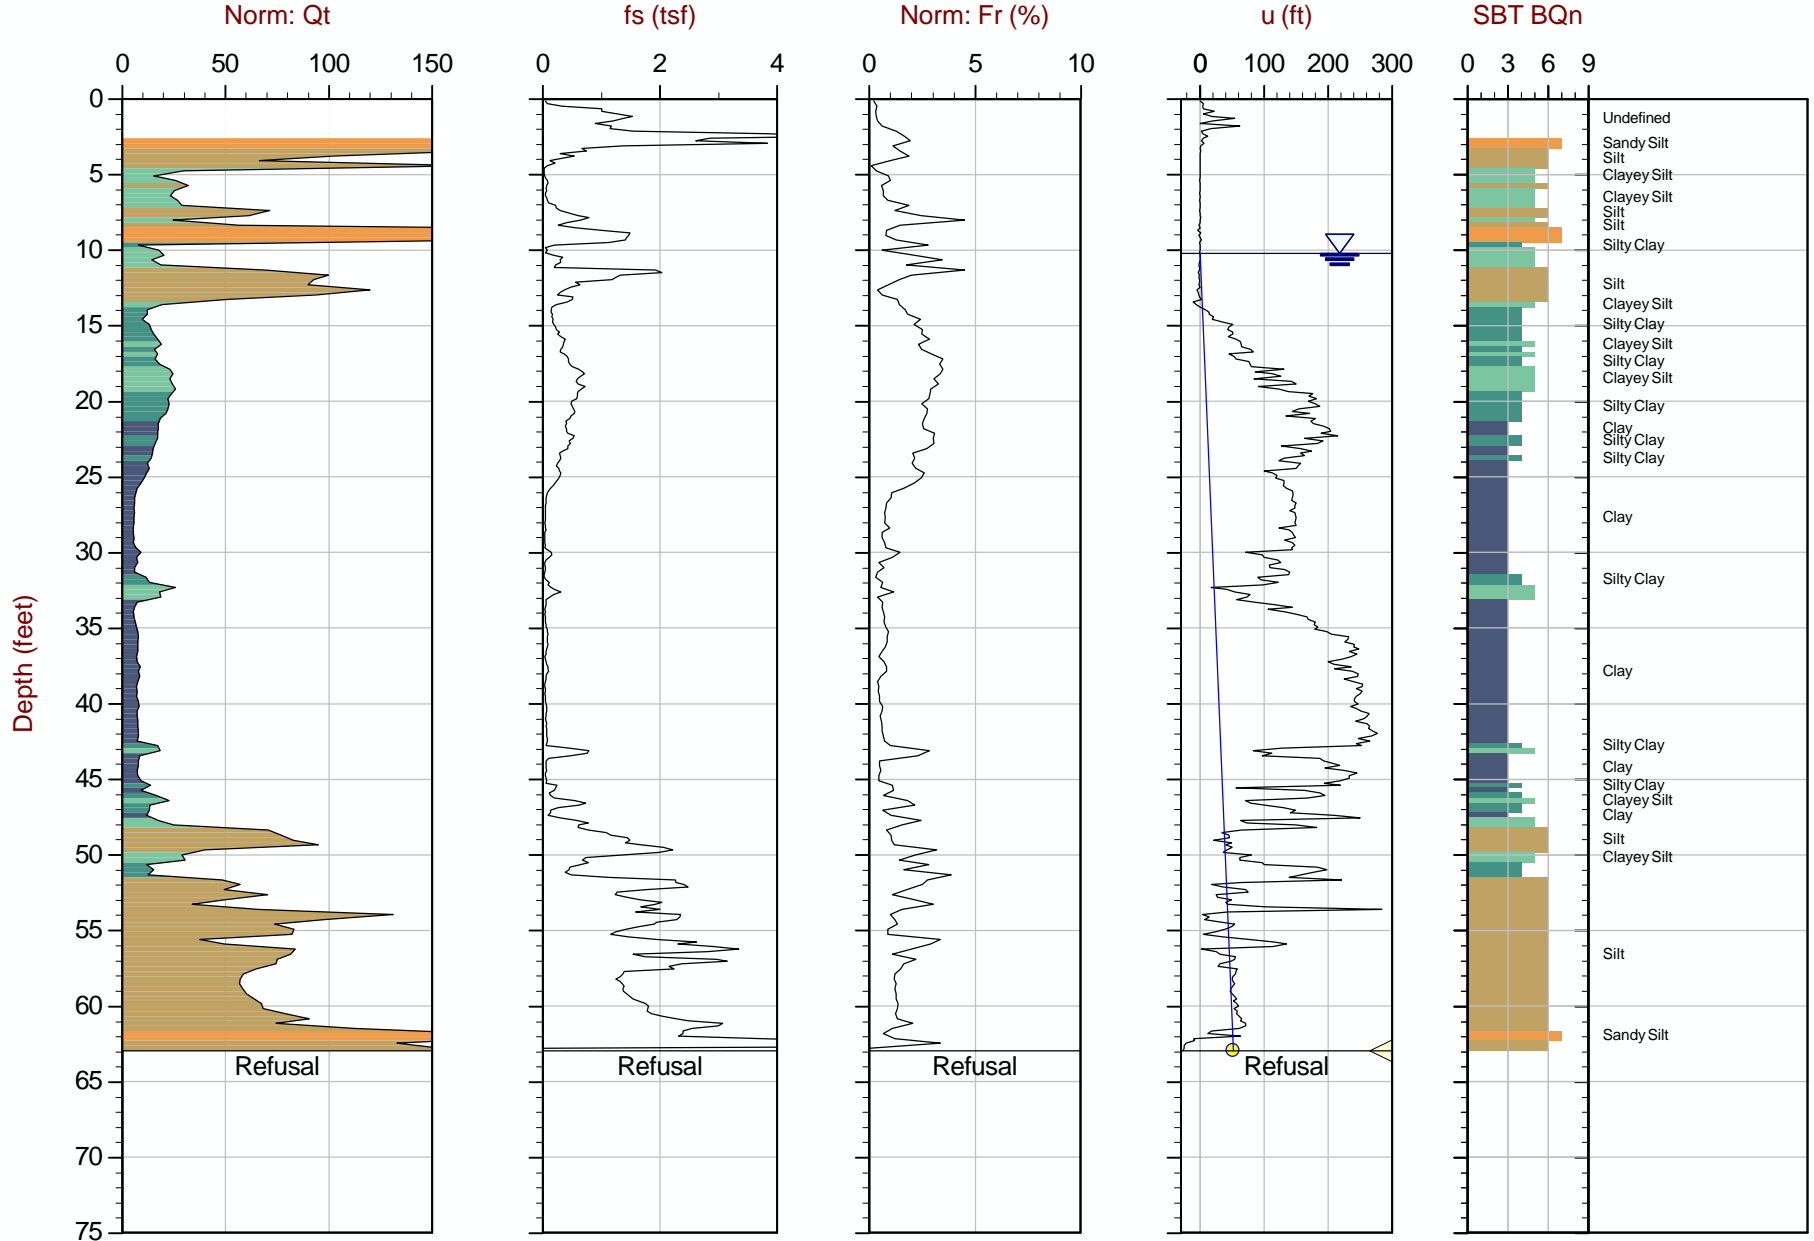 Norm: Qt fs (tsf) Norm: Fr (%) u (ft) SBT BQn
0 50 100 150 0 2 4 0 5 10 0 100 200 300 0 3 6 9
Depth (feet)
0
5
10
15
20
25
30
35
40
45
50
55
60
65
70
75
Undefined
Sandy Silt
Silt
Clayey Silt
Clayey Silt
Silt
Silt
Silty Clay
Silt
Clayey Silt
Silty Clay
Clayey Silt
Silty Clay
Clayey Silt
Silty Clay
Clay
Silty Clay
Silty Clay
Clay
Silty Clay
Clay
Silty Clay
Clay
Silty Clay
Clayey Silt
Clay
Silt
Clayey Silt
Silt
Sandy Silt
Refusal Refusal Refusal Refusal